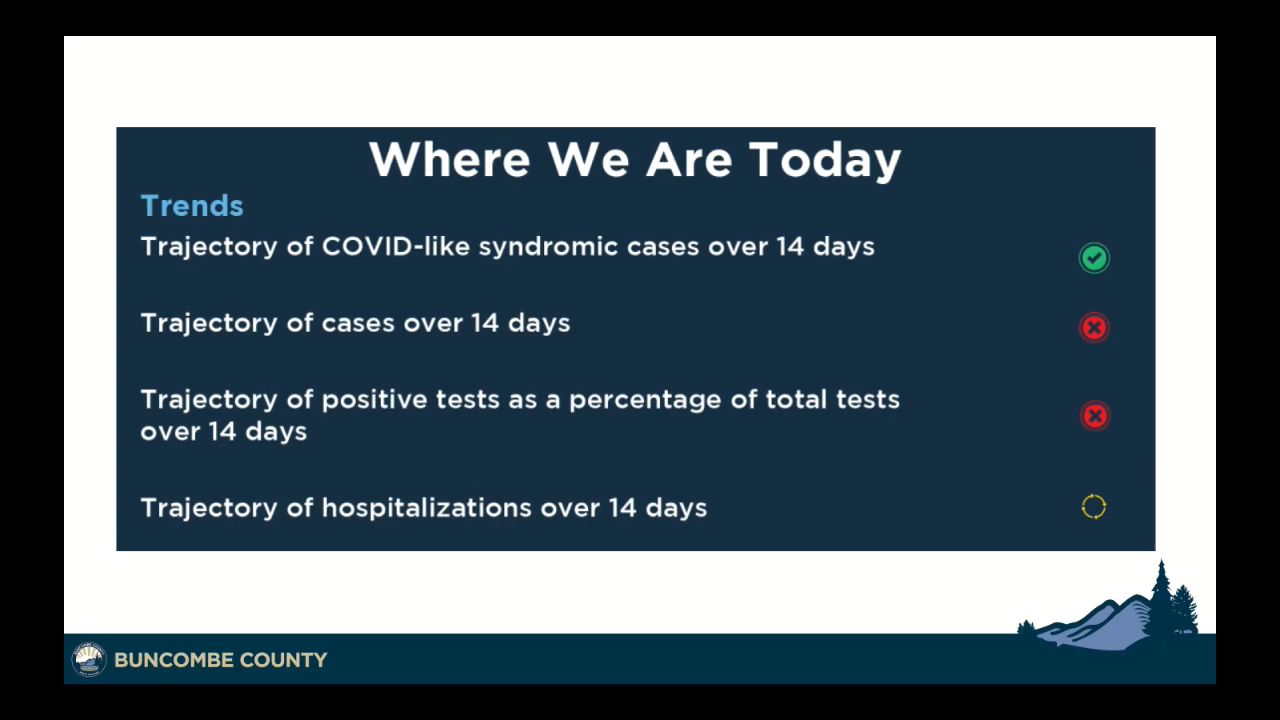 Where We Are Today
Trends
Trajectory of COVID-like syndromic cases over 14 days
Trajectory of cases over 14 days
Trajectory of positive tests as a percentage of total tests
over 14 days
Trajectory of hospitalizations over 14 days
BUNCOMBE COUNTY